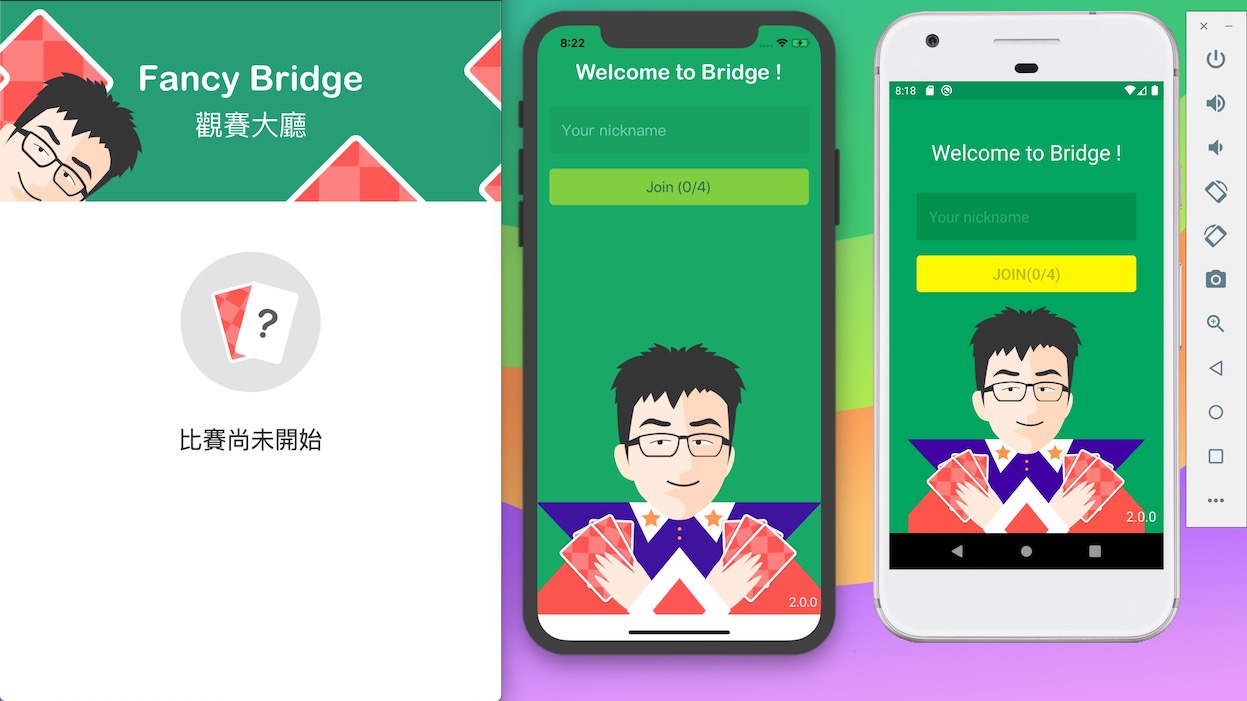 Fancy Bridge
觀賽大廳
?
比賽尚未開始
8:22
Welcome to Bridge !
Your nickname
Join (0/4)
2.0.0
8:18
Welcome to Bridge !
Your nickname
JOIN(0/4)
2.0.0